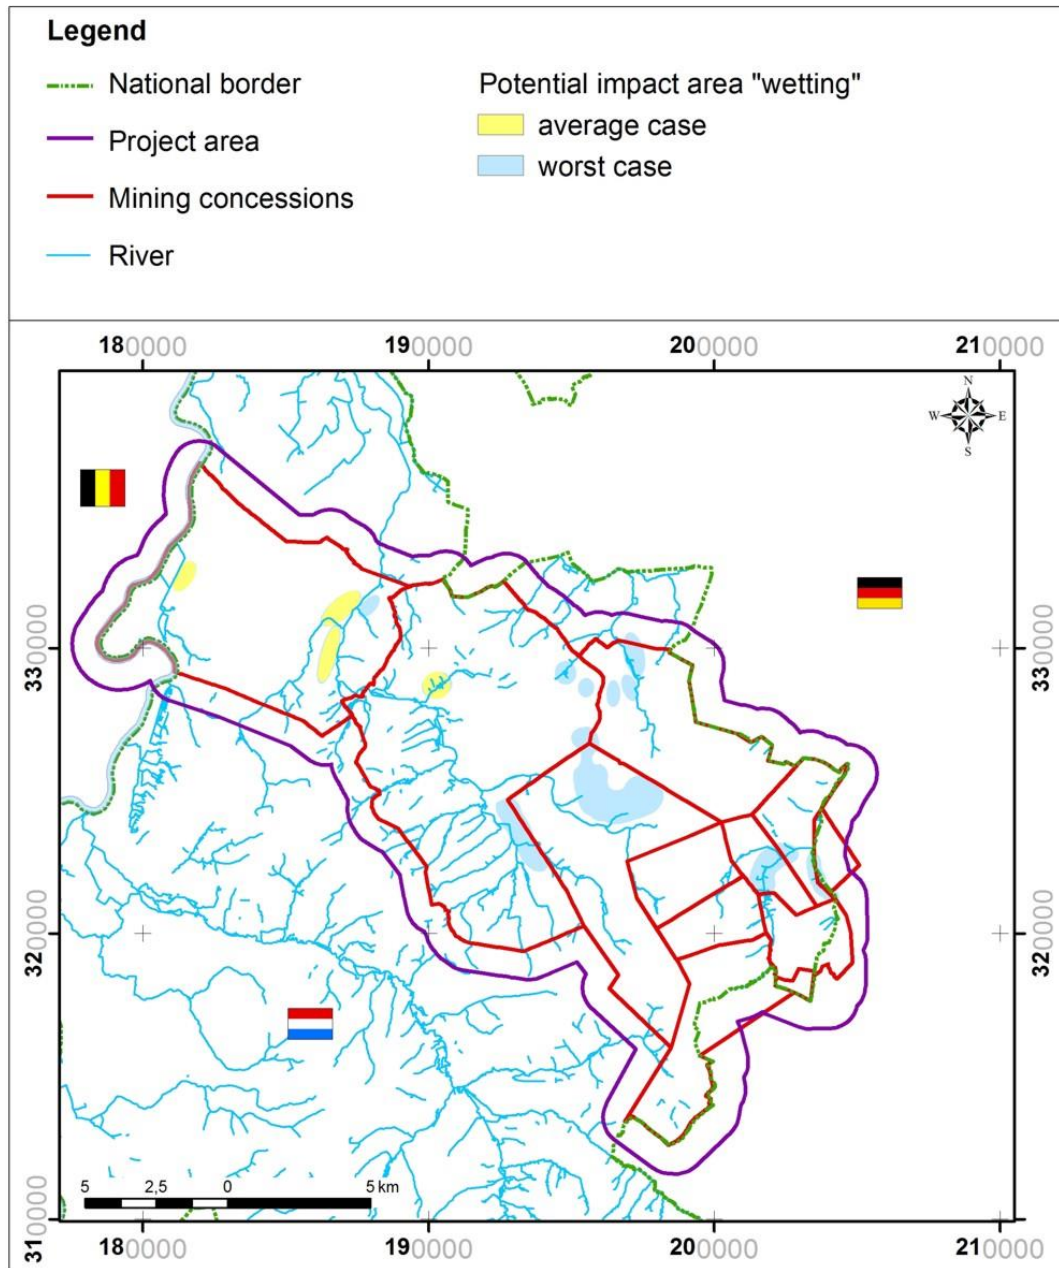 Legend
National border
Project area
Mining concessions
River
Potential impact area "wetting"
average case
worst case
180000 190000 200000 210000
N
W E
S
330000 330000
320000 320000
310000
5 2,5 0 5 km
180000 190000 200000 210000